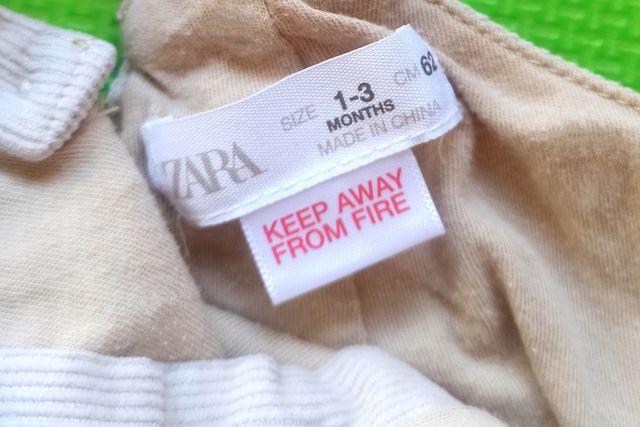 ZARA
SIZE 1-3 MONTHS CM 62
MADE IN CHINA
KEEP AWAY
FROM FIRE